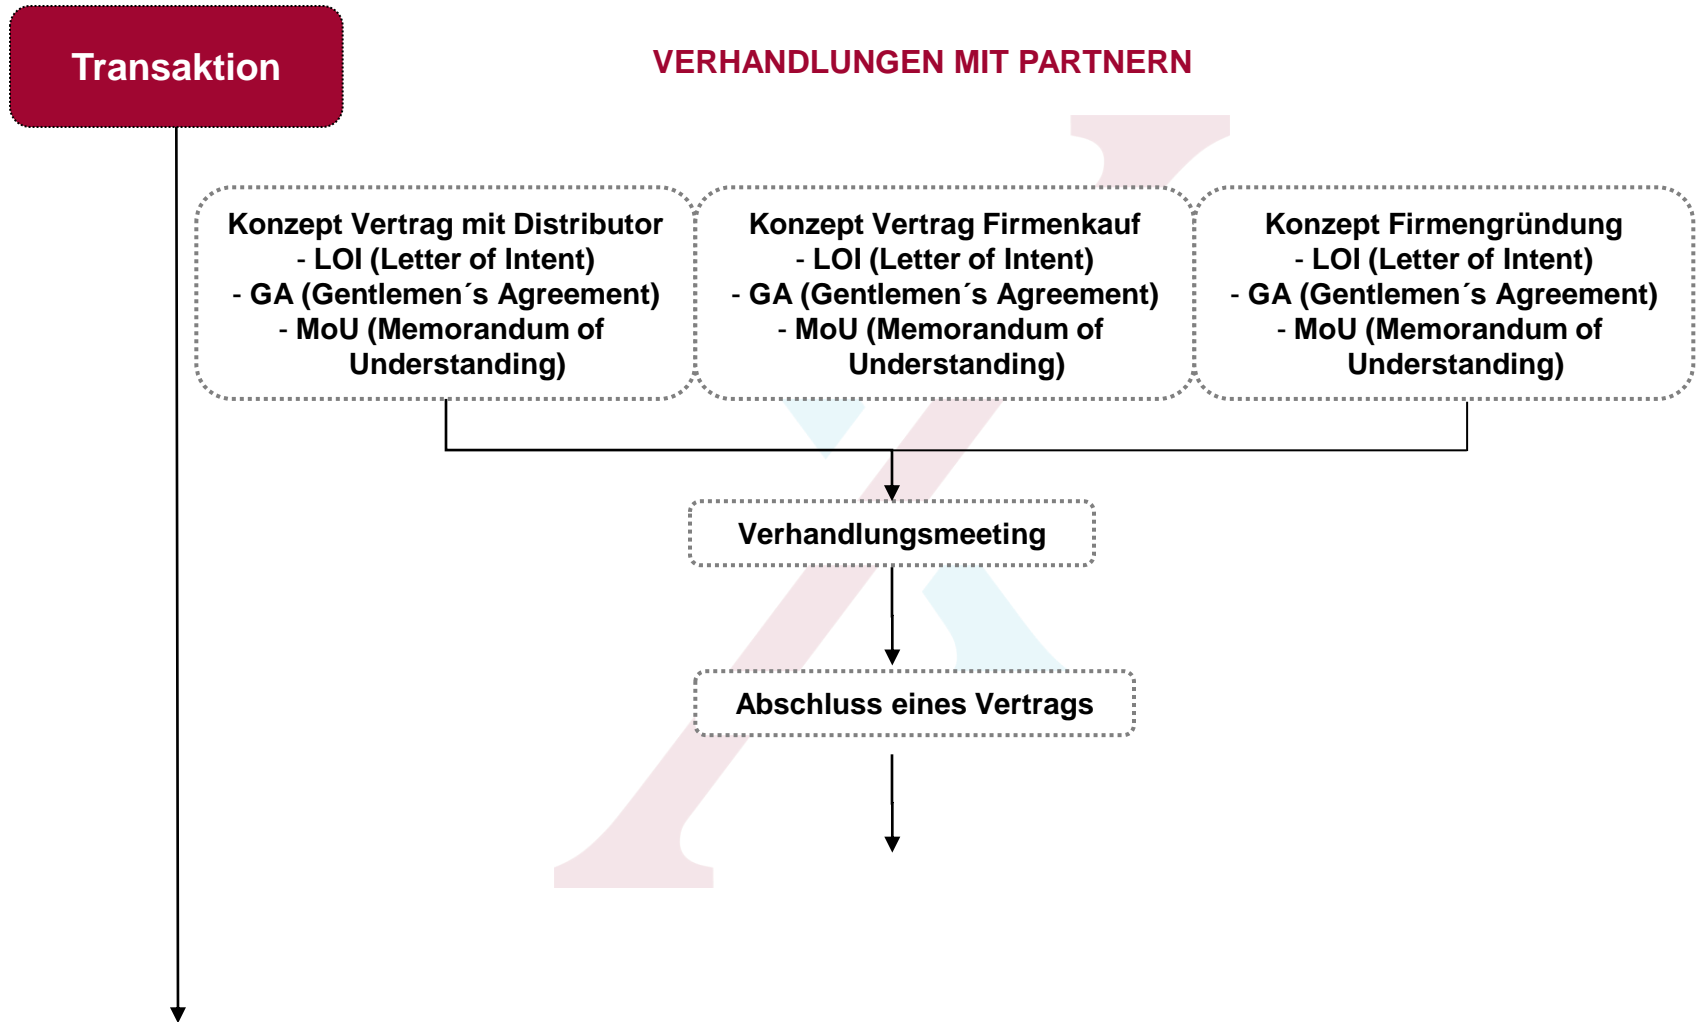 Transaktion
VERHANDLUNGEN MIT PARTNERN
Konzept Vertrag mit Distributor
- LOI (Letter of Intent)
- GA (Gentlemen´s Agreement)
- MoU (Memorandum of
Understanding)
Konzept Vertrag Firmenkauf
- LOI (Letter of Intent)
- GA (Gentlemen´s Agreement)
- MoU (Memorandum of
Understanding)
Konzept Firmengründung
- LOI (Letter of Intent)
- GA (Gentlemen´s Agreement)
- MoU (Memorandum of
Understanding)
Verhandlungsmeeting
Abschluss eines Vertrags